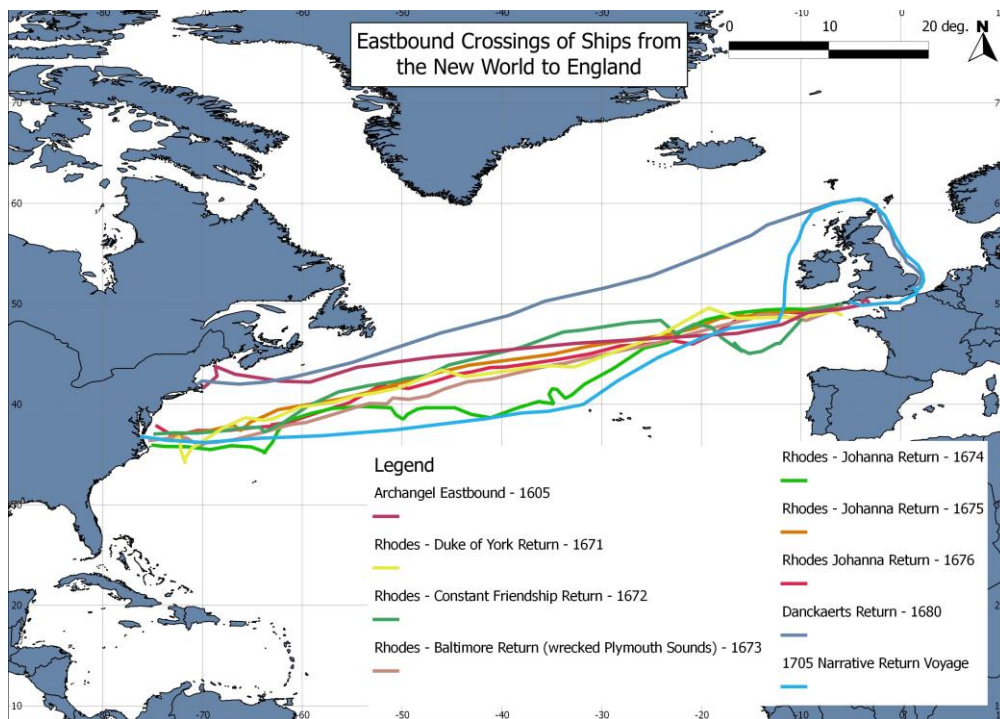 Eastbound Crossings of Ships from
the New World to England
0 10 20 deg.
N
-80 -70 -60 -50 -40 -30 -20 -10 0
70
60
50
40
30
20
10
Legend
Archangel Eastbound - 1605
Rhodes - Duke of York Return - 1671
Rhodes - Constant Friendship Return - 1672
Rhodes - Baltimore Return (wrecked Plymouth Sounds) - 1673
Rhodes - Johanna Return - 1674
Rhodes - Johanna Return - 1675
Rhodes Johanna Return - 1676
Danckaerts Return - 1680
1705 Narrative Return Voyage
-80 -70 -60 -50 -40 -30 -20 -10 0